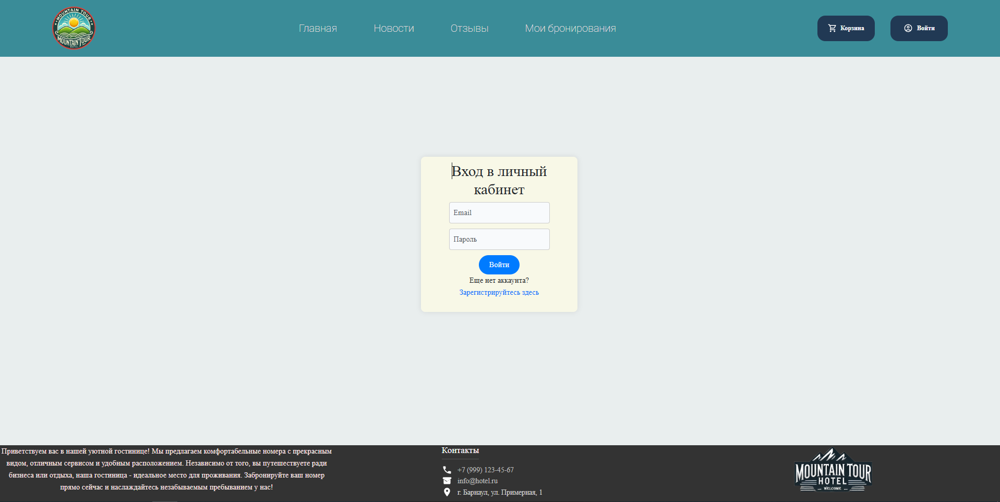 MOUNTAIN TOUR
MOUNTAIN TOUR
HOTEL
Главная
Новости
Отзывы
Мои бронирования
Корзина
Войти
Вход в личный
кабинет
Email
Пароль
Войти
Еще нет аккаунта?
Зарегистрируйтесь здесь
Приветствуем вас в нашей уютной гостинице! Мы предлагаем комфортабельные номера с прекрасным
видом, отличным сервисом и удобным расположением. Независимо от того, вы путешествуете ради
бизнеса или отдыха, наша гостиница - идеальное место для проживания. Забронируйте ваш номер
прямо сейчас и наслаждайтесь незабываемым пребыванием у нас!
Контакты
+7 (999) 123-45-67
info@hotel.ru
г. Барнаул, ул. Примерная, 1
MOUNTAIN TOUR
HOTEL
- WELCOME -